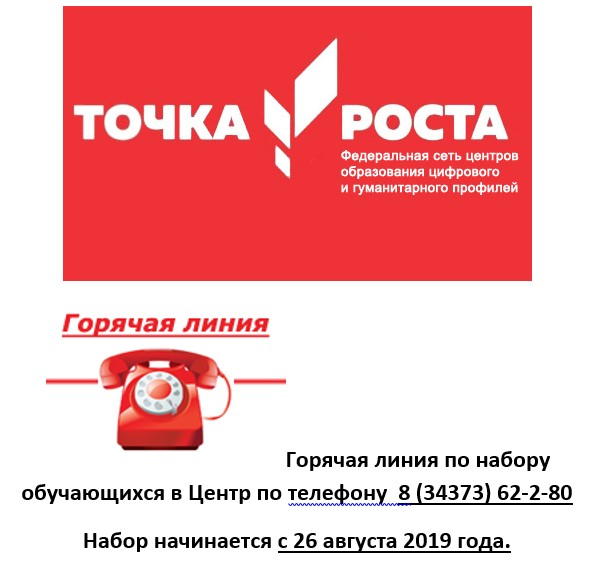 ТОЧКА РОСТА
Федеральная сеть центров
образования цифрового
и гуманитарного профилей
Горячая линия
Горячая линия по набору
обучающихся в Центр по телефону 8 (34373) 62-2-80
Набор начинается с 26 августа 2019 года.